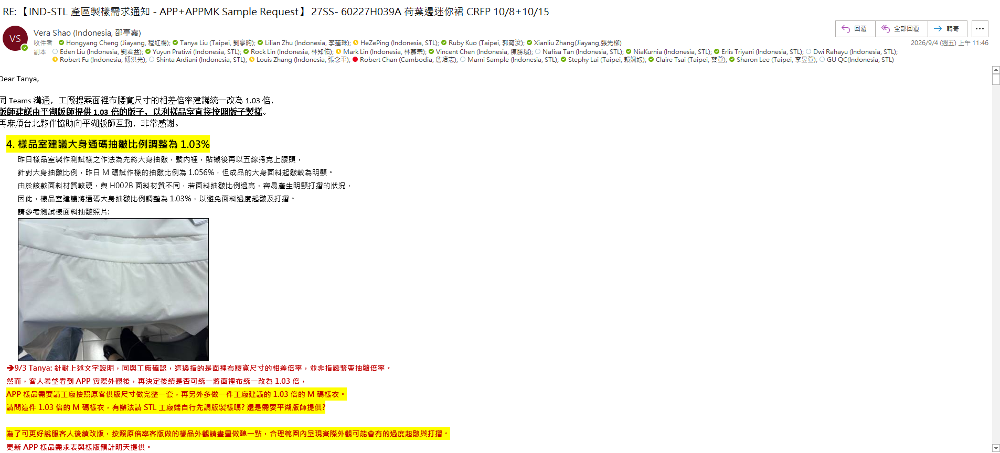 RE: 【IND-STL 產區製樣需求通知 - APP+APPMK Sample Request】 27SS- 60227H039A 荷葉邊迷你裙 CRFP 10/8+10/15
VS
Vera Shao (Indonesia, 邵亭嘉)
回覆
全部回覆
轉寄
收件者 Hongyang Cheng (Jiayang, 程紅楊); Tanya Liu (Taipei, 劉亭昀); Lilian Zhu (Indonesia, 李蓮珠); HeZePing (Indonesia, STL); Ruby Kuo (Taipei, 郭育汝); Xianliu Zhang(Jiayang,張先柳)
2026/9/4 (週五) 上午 11:46
副本 Eden Liu (Indonesia, 劉君益); Yuyun Pratiwi (Indonesia, STL); Rock Lin (Indonesia, 林知佑); Mark Lin (Indonesia, 林慕宗); Vincent Chen (Indonesia, 陳勝環); Nafisa Tan (Indonesia, STL); NiaKurnia (Indonesia, STL); Erlis Triyani (Indonesia, STL); Dwi Rahayu (Indonesia, STL);
Robert Fu (Indonesia, 傅洪光); Shinta Ardiani (Indonesia, STL); Louis Zhang (Indonesia, 張念平); Robert Chan (Cambodia, 詹培志); Marni Sample (Indonesia, STL); Stephy Lai (Taipei, 賴姵妘); Claire Tsai (Taipei, 蔡萱); Sharon Lee (Taipei, 李昱萱); GU QC(Indonesia, STL)
Dear Tanya,
同 Teams 溝通，工廠提案面裡布腰寬尺寸的相差倍率建議統一改為 1.03 倍，
版師建議由平湖版師提供 1.03 倍的版子，以利樣品室直接按照版子製樣。
再麻煩台北夥伴協助向平湖版師互動，非常感謝。
4. 樣品室建議大身通碼抽皺比例調整為 1.03%
昨日樣品室製作測試樣之作法為先將大身抽皺，繫內裡，貼襯後再以五線拷克上腰頭，
針對大身抽皺比例，昨日 M 碼試作樣的抽皺比例為 1.056%，但成品的大身面料起皺較為明顯。
由於該款面料材質較硬，與 H002B 面料材質不同，若面料抽皺比例過高，容易產生明顯打摺的狀況，
因此，樣品室建議將通碼大身抽皺比例調整為 1.03%，以避免面料過度起皺及打摺。
請參考測試樣面料抽皺照片:
➔9/3 Tanya: 針對上述文字說明，同與工廠確認，這邊指的是面裡布腰寬尺寸的相差倍率，並非指鬆緊帶抽皺倍率。
然而，客人希望看到 APP 實際外觀後，再決定後續是否可統一將面裡布統一改為 1.03 倍，
APP 樣品需要請工廠按照原客供版尺寸做完整一套，再另外多做一件工廠建議的 1.03 倍的 M 碼樣衣。
請問這件 1.03 倍的 M 碼樣衣，有辦法請 STL 工廠端自行先調版製樣嗎? 還是需要平湖版師提供?
為了可更好說服客人後續改版，按照原倍率客版做的樣品外觀請盡量做醜一點，合理範圍內呈現實際外觀可能會有的過度起皺與打摺。
更新 APP 樣品需求表與樣版預計明天提供。